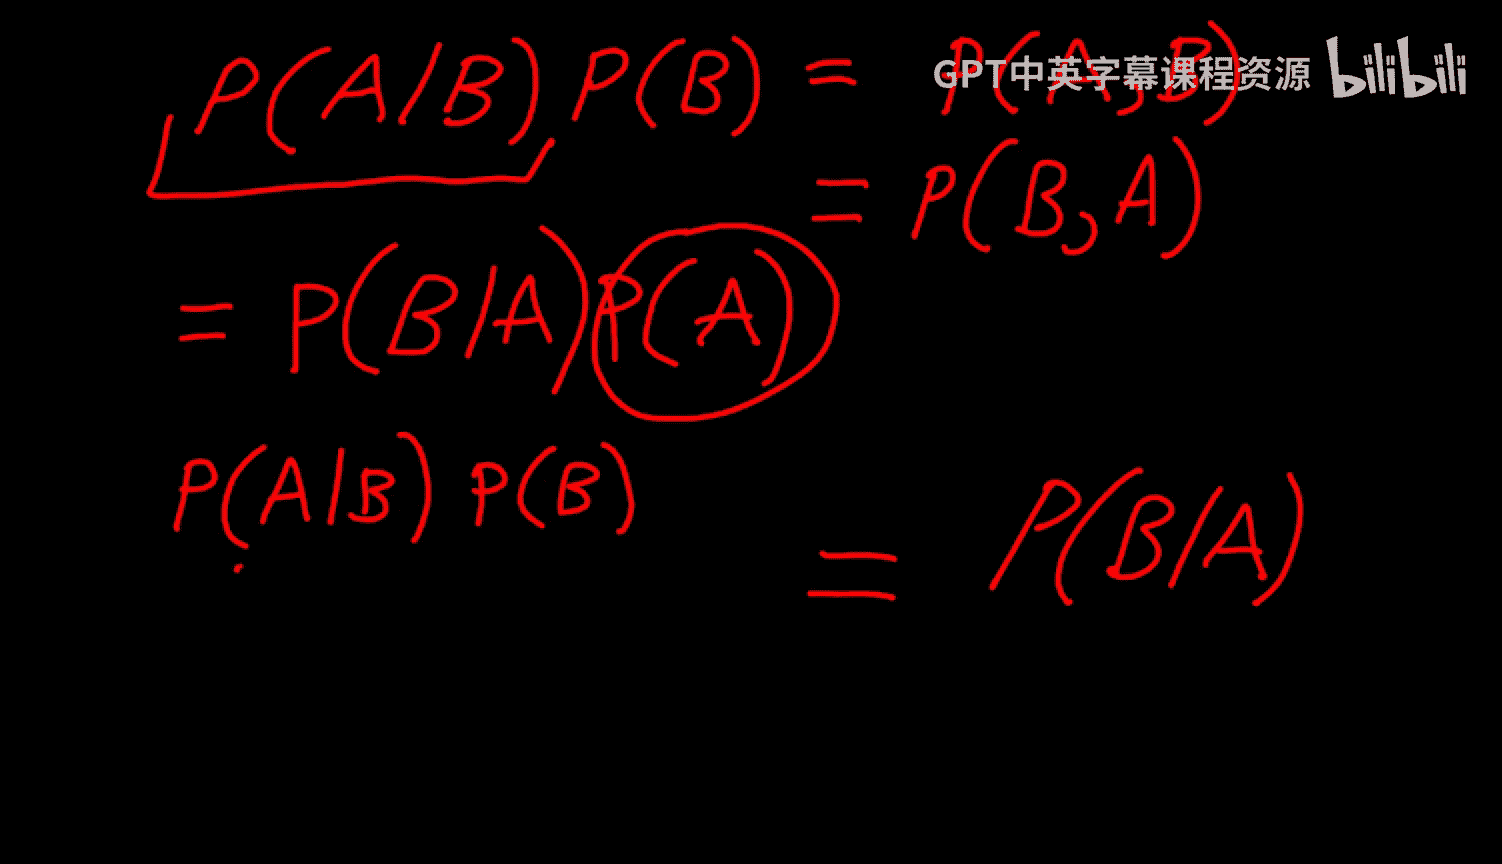 P(A|B) P(B) = P(A,B)
GPT中英字幕课程资源 bilibili
= P(B,A)
= P(B|A) P(A)
P(A|B) P(B)
= P(B|A)